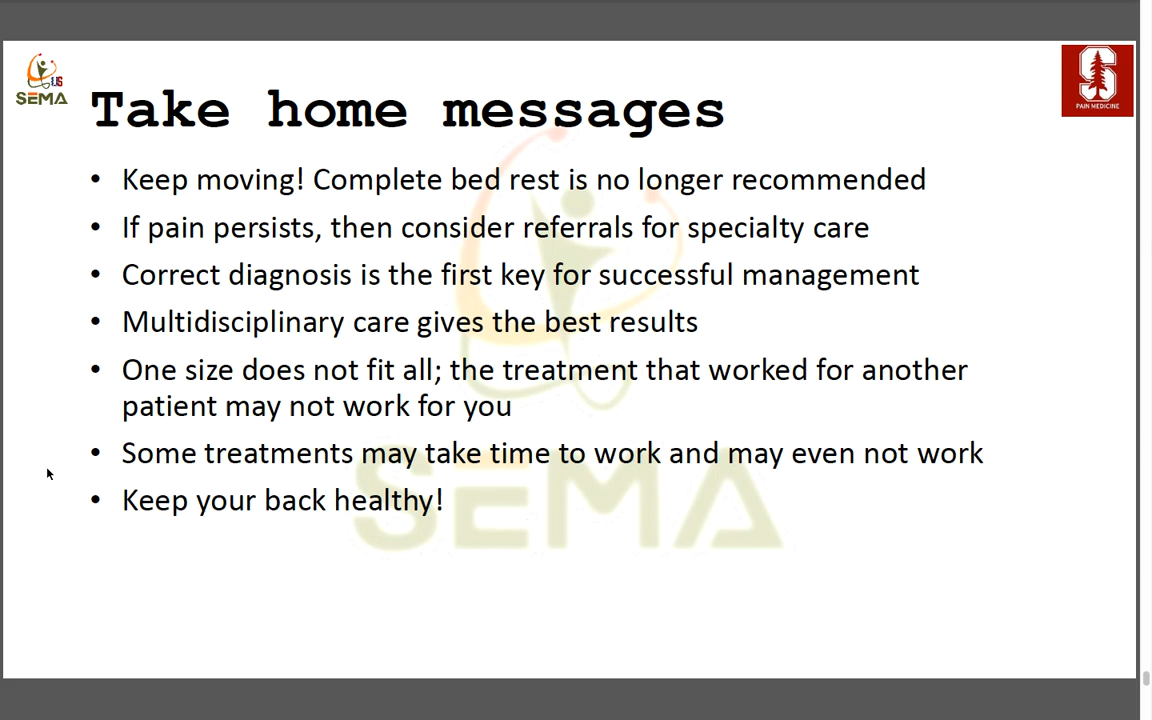 US
SEMA
PAIN MEDICINE
Take home messages
• Keep moving! Complete bed rest is no longer recommended
• If pain persists, then consider referrals for specialty care
• Correct diagnosis is the first key for successful management
• Multidisciplinary care gives the best results
• One size does not fit all; the treatment that worked for another
patient may not work for you
• Some treatments may take time to work and may even not work
• Keep your back healthy!
SEMA